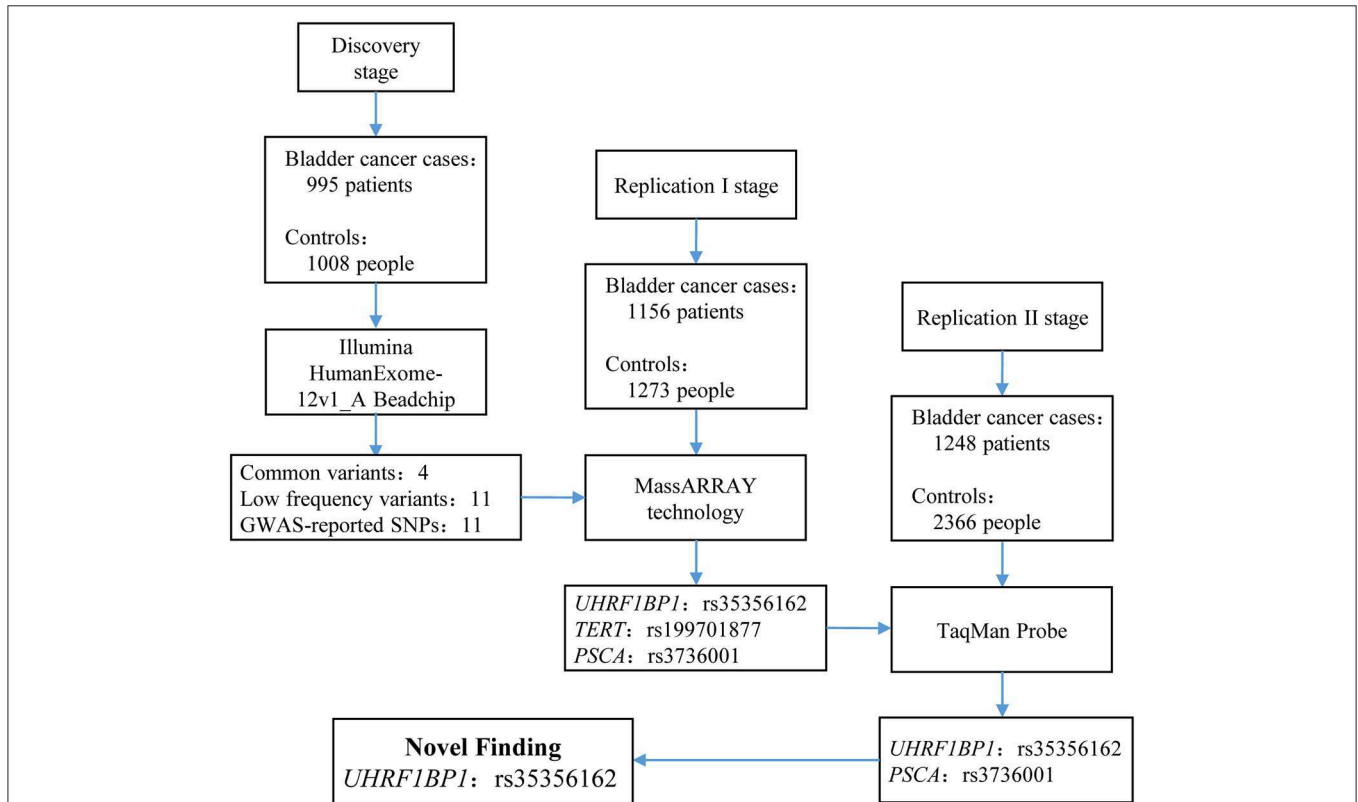 Discovery
stage
Bladder cancer cases：
995 patients
Controls：
1008 people
Illumina
HumanExome-
12v1_A Beadchip
Common variants：4
Low frequency variants：11
GWAS-reported SNPs：11
Replication I stage
Bladder cancer cases：
1156 patients
Controls：
1273 people
MassARRAY
technology
UHRF1BP1：rs35356162
TERT：rs199701877
PSCA：rs3736001
Replication II stage
Bladder cancer cases：
1248 patients
Controls：
2366 people
TaqMan Probe
UHRF1BP1：rs35356162
PSCA：rs3736001
Novel Finding
UHRF1BP1：rs35356162